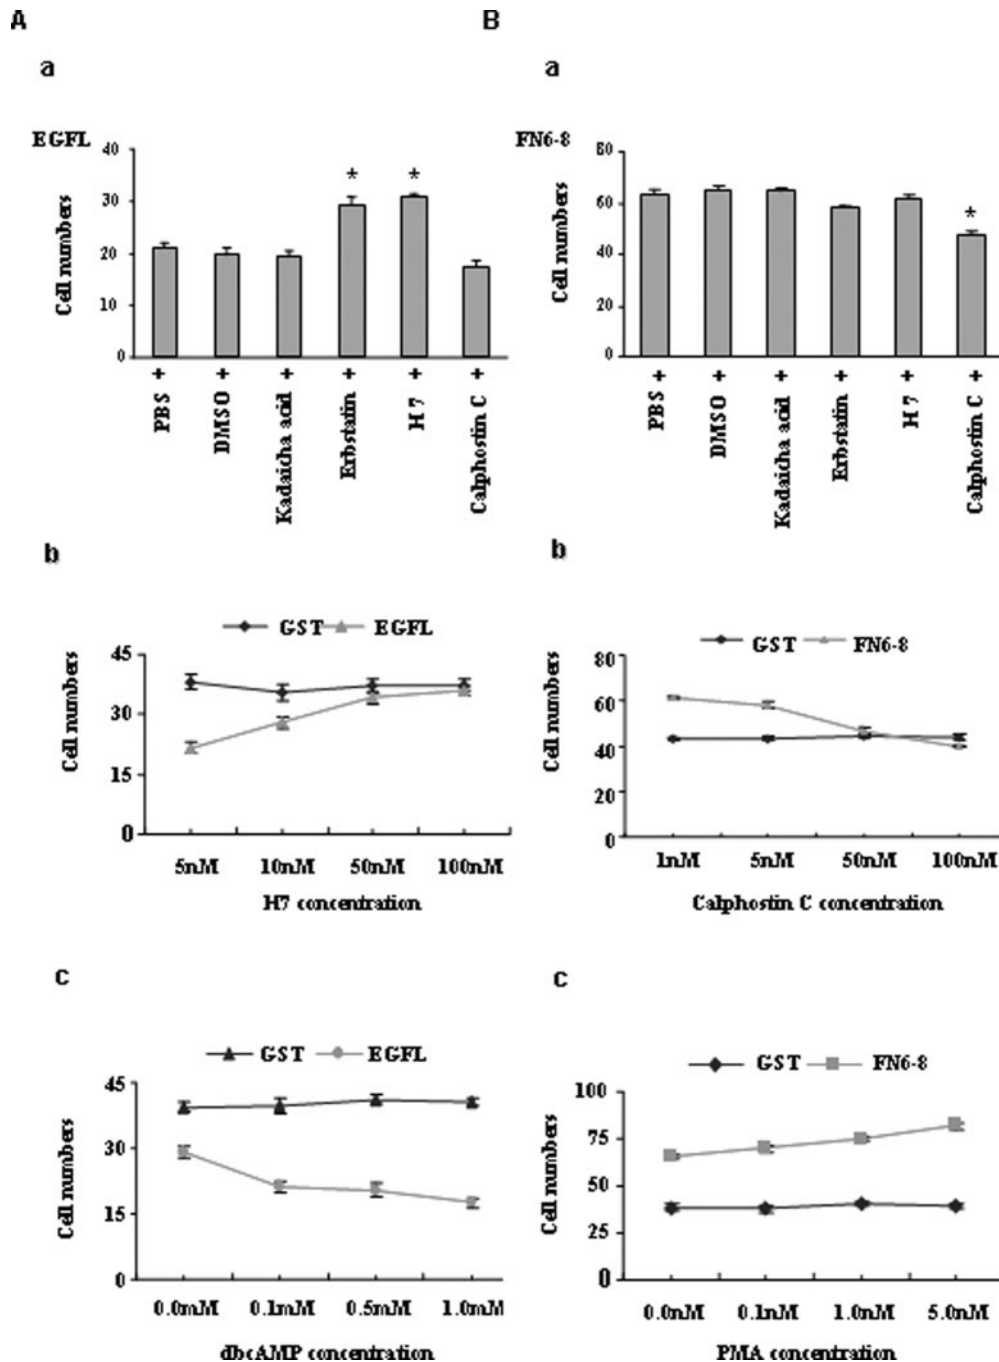 A
B
a
a
EGFL
FN6-8
40
30
20
10
0
Cell numbers
* *
+ + + + + +
PBS
DMSO
Kadaicha acid
Erbstatin
H 7
Calphostin C
80
60
40
20
0
Cell numbers
*
PBS +
DMSO +
Kadaicha acid +
Erbstatin +
H 7 +
Calphostin C +
b
b
GST EGFL
45
30
15
0
Cell numbers
5nM 10nM 50nM 100nM
H7 concentration
GST FN6-8
80
60
40
20
0
Cell numbers
1nM 5nM 50nM 100nM
Calphostin C concentration
c
c
GST EGFL
45
30
15
0
Cell numbers
0.0mM 0.1mM 0.5mM 1.0mM
dbcAMP concentration
GST FN6-8
100
75
50
25
0
Cell numbers
0.0nM 0.1nM 1.0nM 5.0nM
PMA concentration